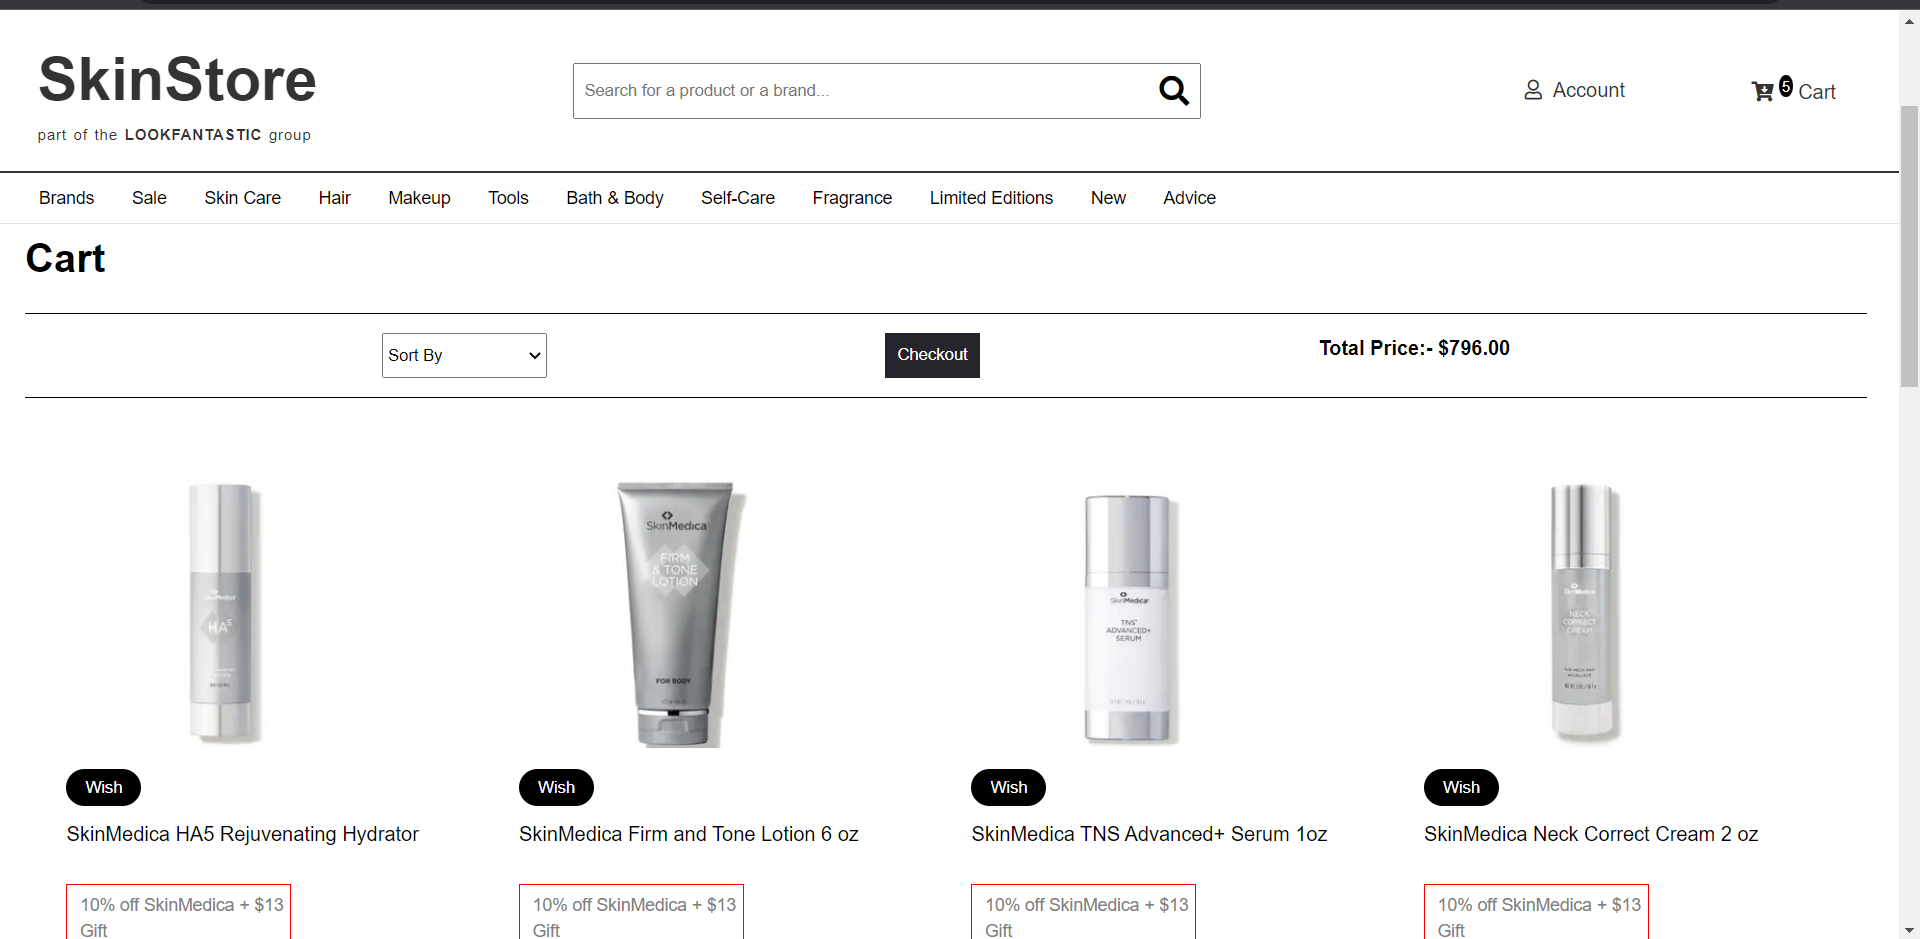 SkinStore
part of the LOOKFANTASTIC group
Search for a product or a brand...
Account
5 Cart
Brands Sale Skin Care Hair Makeup Tools Bath & Body Self-Care Fragrance Limited Editions New Advice
Cart
Sort By
Checkout
Total Price:- $796.00
SkinMedica
HA5
SkinMedica
FIRM
& TONE
LOTION
FOR BODY
SkinMedica
TNS
ADVANCED+
SERUM
SkinMedica
NECK
CORRECT
CREAM
Wish Wish Wish Wish
SkinMedica HA5 Rejuvenating Hydrator
SkinMedica Firm and Tone Lotion 6 oz
SkinMedica TNS Advanced+ Serum 1oz
SkinMedica Neck Correct Cream 2 oz
10% off SkinMedica + $13
Gift
10% off SkinMedica + $13
Gift
10% off SkinMedica + $13
Gift
10% off SkinMedica + $13
Gift